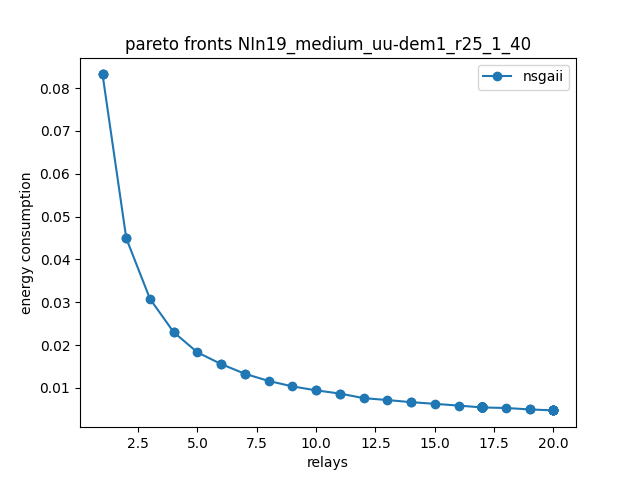 pareto fronts NIn19_medium_uu-dem1_r25_1_40
nsgaii
energy consumption
0.08
0.07
0.06
0.05
0.04
0.03
0.02
0.01
2.5 5.0 7.5 10.0 12.5 15.0 17.5 20.0
relays